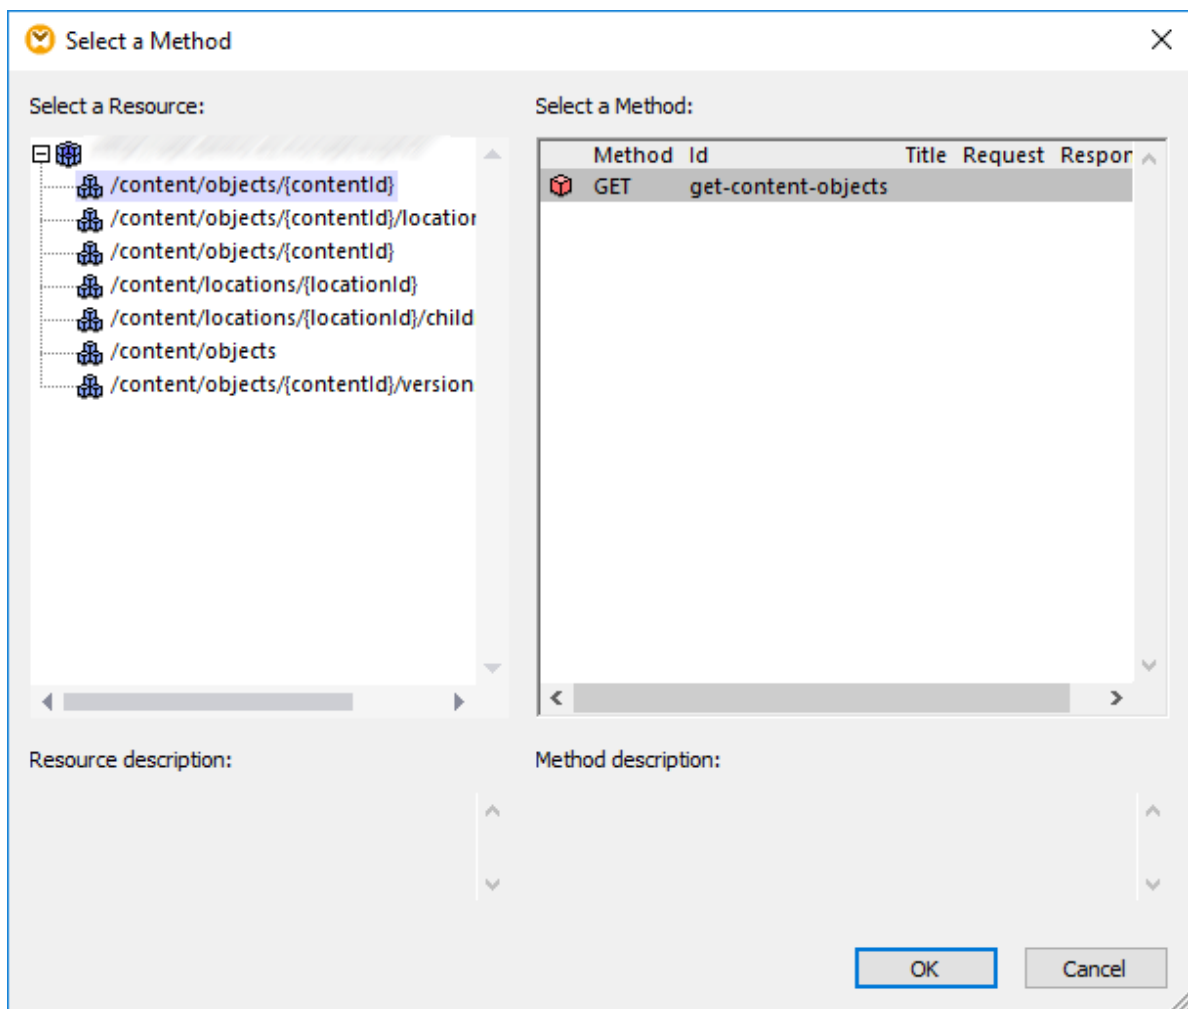 Select a Method
Select a Resource:
/content/objects/{contentId}
/content/objects/{contentId}/location
/content/objects/{contentId}
/content/locations/{locationId}
/content/locations/{locationId}/child
/content/objects
/content/objects/{contentId}/version
Select a Method:
Method Id Title Request Respor
GET get-content-objects
Resource description:
Method description:
OK Cancel